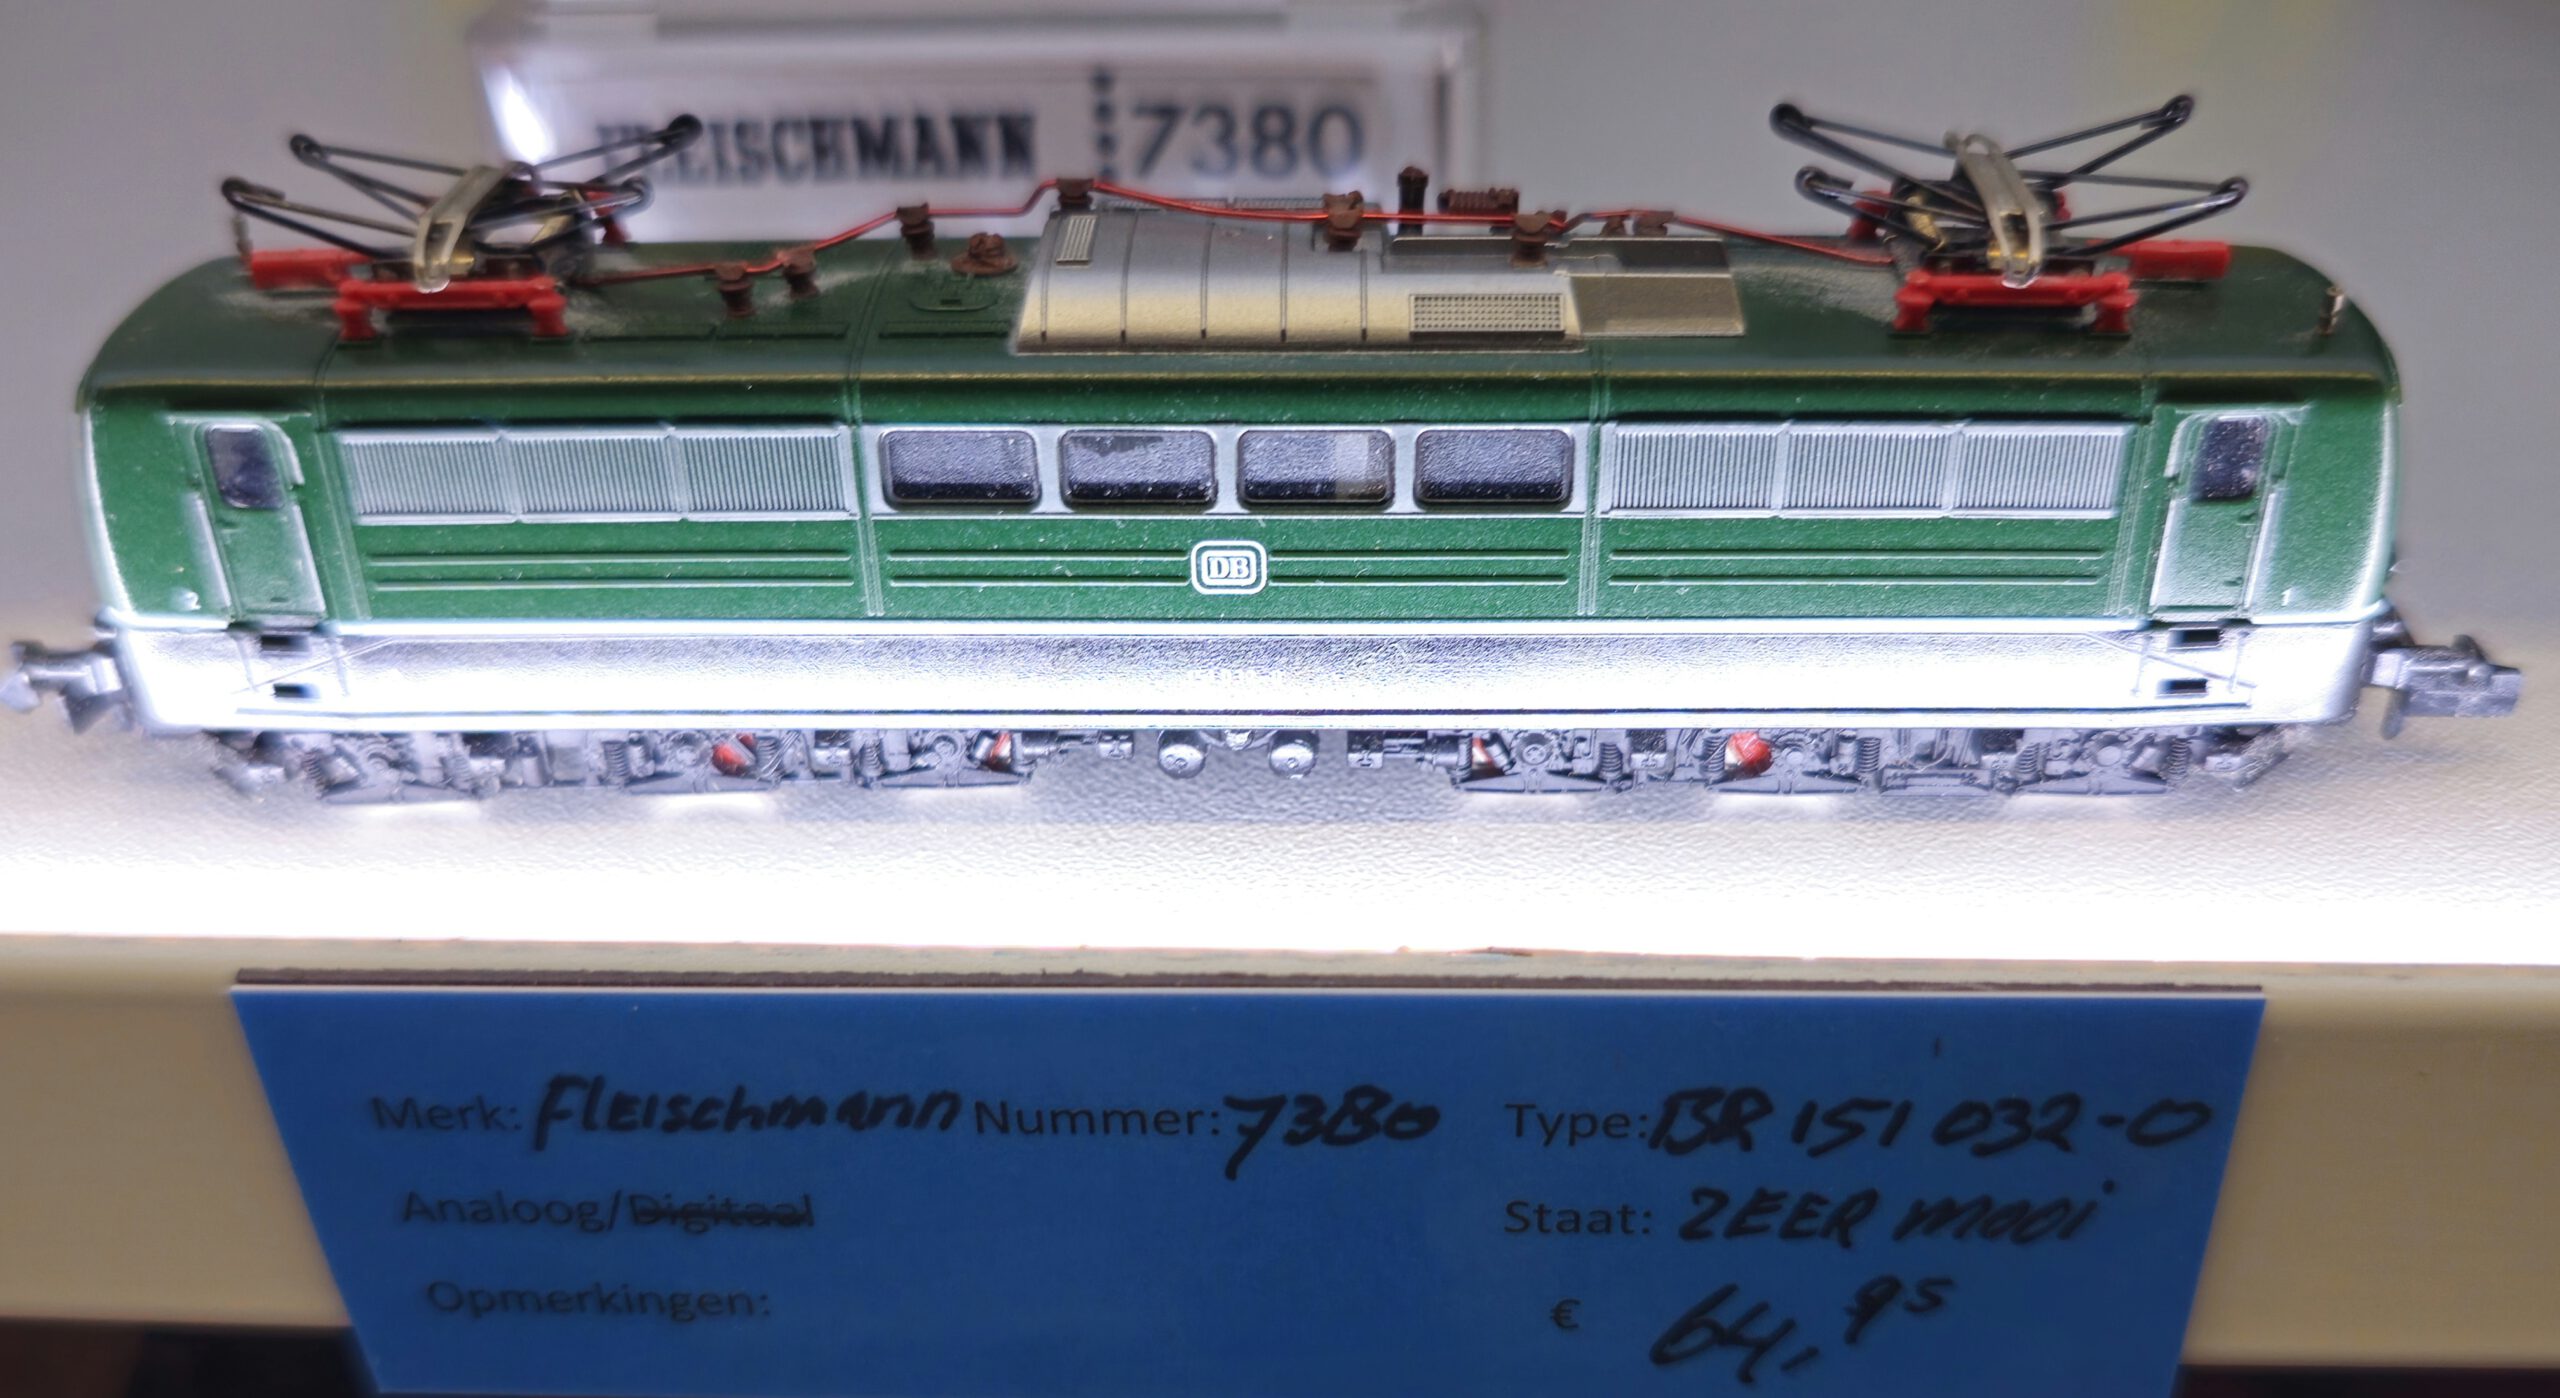 FLEISCHMANN 7380
DB
Merk: Fleischmann Nummer: 7380 Type: BR 151 032-0
Analoog/Digitaal
Staat: ZEER mooi
Opmerkingen:
€ 64,95